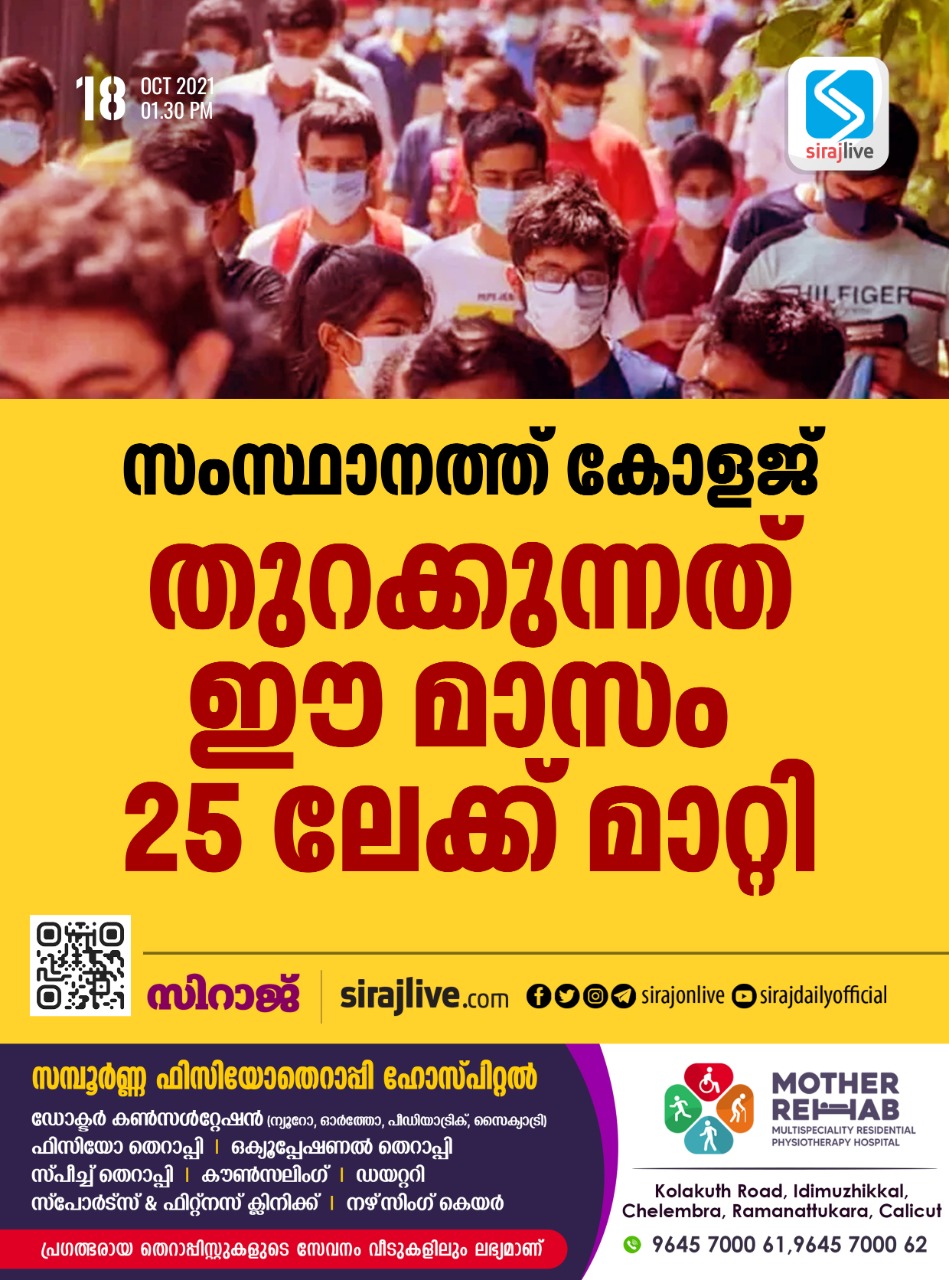 18 OCT 2021
01.30 PM
sirajlive
HILFIGER
സംസ്ഥാനത്ത് കോളജ്
തുറക്കുന്നത്
ഈ മാസം
25 ലേക്ക് മാറ്റി
സിറാജ് sirajlive.com sirajonlive sirajdailyofficial
സമ്പൂർണ്ണ ഫിസിയോതെറാപ്പി ഹോസ്പിറ്റൽ
ഡോക്ടർ കൺസൾട്ടേഷൻ (ന്യൂറോ, ഓർത്തോ, പീഡിയാട്രിക്, സൈക്യാട്രി)
ഫിസിയോ തെറാപ്പി | ഒക്യൂപ്പേഷണൽ തെറാപ്പി
സ്പീച്ച് തെറാപ്പി | കൗൺസലിംഗ് | ഡയറ്ററി
സ്പോർട്സ് & ഫിറ്റ്നസ് ക്ലിനിക്ക് | നഴ്സിംഗ് കെയർ
പ്രഗത്ഭരായ തെറാപ്പിസ്റ്റുകളുടെ സേവനം വീടുകളിലും ലഭ്യമാണ്
MOTHER
REHAB
MULTISPECIALITY RESIDENTIAL
PHYSIOTHERAPY HOSPITAL
Kolakuth Road, Idimuzhikkal,
Chelembra, Ramanattukara, Calicut
9645 7000 61,9645 7000 62